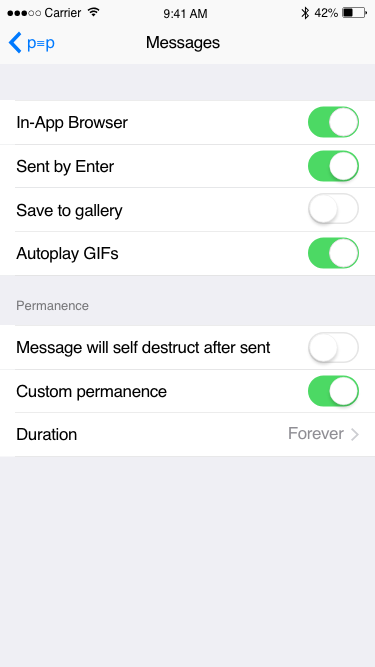 Carrier 9:41 AM 42%
p≡p Messages
In-App Browser
Sent by Enter
Save to gallery
Autoplay GIFs
Permanence
Message will self destruct after sent
Custom permanence
Duration Forever